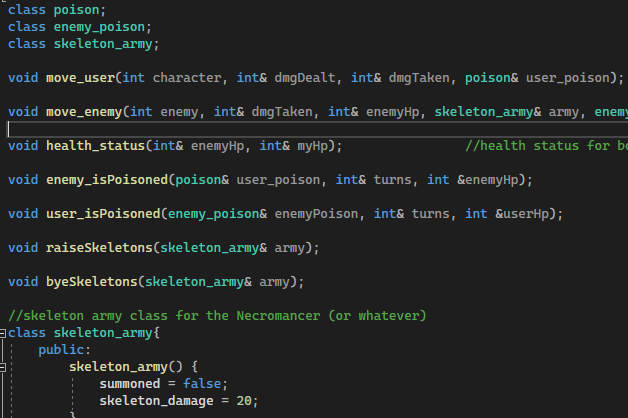 class poison;
class enemy_poison;
class skeleton_army;
void move_user(int character, int& dmgDealt, int& dmgTaken, poison& user_poison);
void move_enemy(int enemy, int& dmgTaken, int& enemyHp, skeleton_army& army, enemy
void health_status(int& enemyHp, int& myHp); //health status for bo
void enemy_isPoisoned(poison& user_poison, int& turns, int &enemyHp);
void user_isPoisoned(enemy_poison& enemyPoison, int& turns, int &userHp);
void raiseSkeletons(skeleton_army& army);
void byeSkeletons(skeleton_army& army);
//skeleton army class for the Necromancer (or whatever)
class skeleton_army{
public:
skeleton_army() {
summoned = false;
skeleton_damage = 20;
}